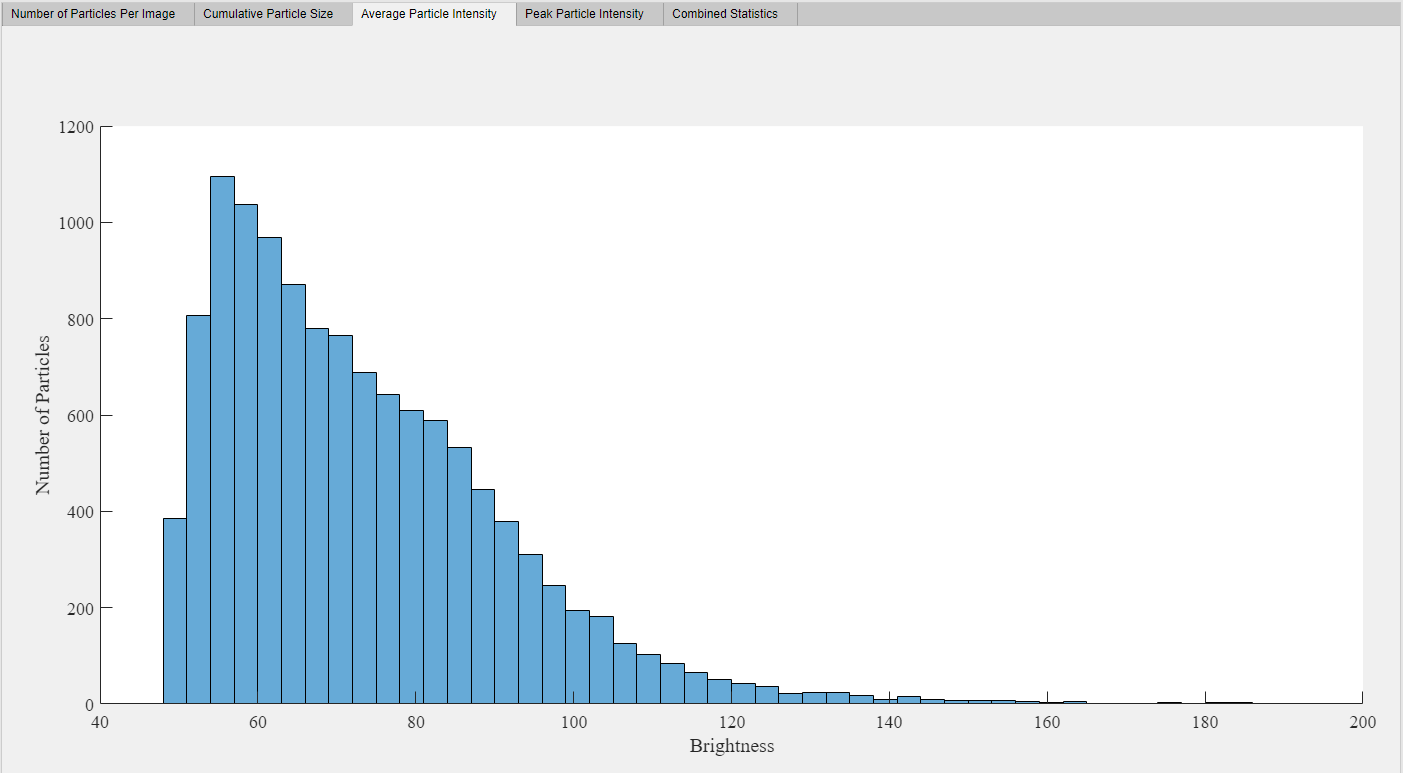 Number of Particles Per Image Cumulative Particle Size Average Particle Intensity Peak Particle Intensity Combined Statistics
1200
1000
800
600
400
200
0
Number of Particles
40 60 80 100 120 140 160 180 200
Brightness